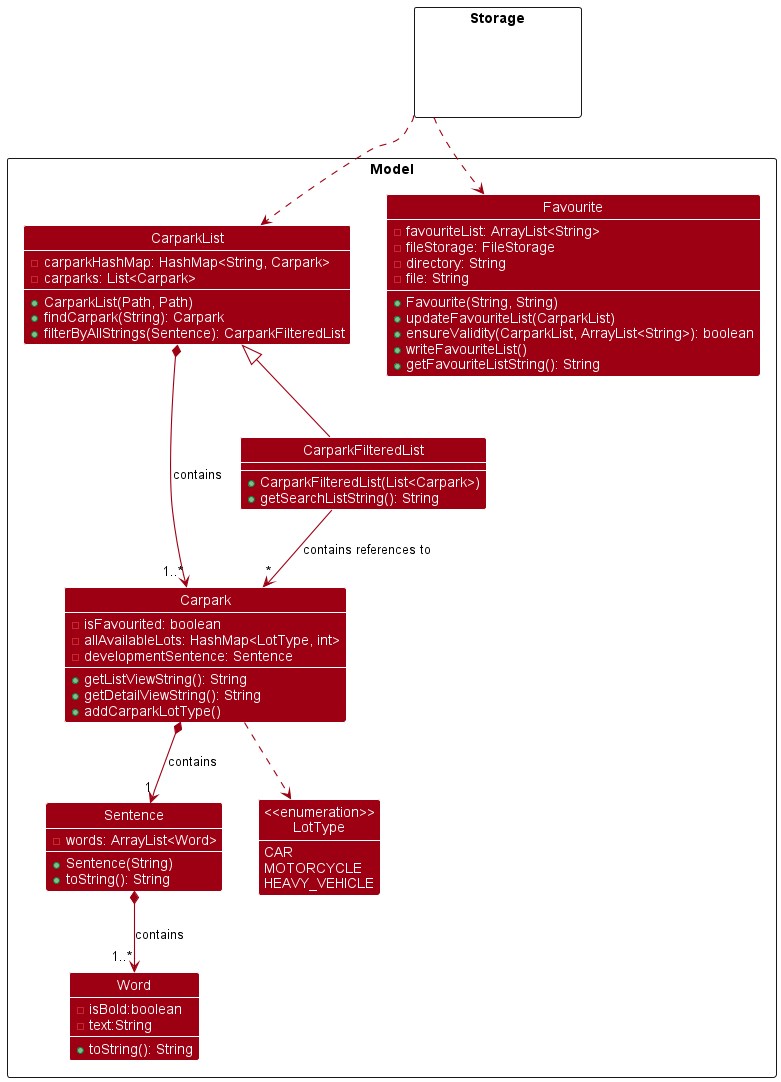 Storage
Model
CarparkList
carparkHashMap: HashMap<String, Carpark>
carparks: List<Carpark>
CarparkList(Path, Path)
findCarpark(String): Carpark
filterByAllStrings(Sentence): CarparkFilteredList
Favourite
favouriteList: ArrayList<String>
fileStorage: FileStorage
directory: String
file: String
Favourite(String, String)
updateFavouriteList(CarparkList)
ensureValidity(CarparkList, ArrayList<String>): boolean
writeFavouriteList()
getFavouriteListString(): String
contains
CarparkFilteredList
CarparkFilteredList(List<Carpark>)
getSearchListString(): String
contains references to
1..*
*
Carpark
isFavourited: boolean
allAvailableLots: HashMap<LotType, int>
developmentSentence: Sentence
getListViewString(): String
getDetailViewString(): String
addCarparkLotType()
contains
1
Sentence
words: ArrayList<Word>
Sentence(String)
toString(): String
<<enumeration>>
LotType
CAR
MOTORCYCLE
HEAVY_VEHICLE
contains
1..*
Word
isBold:boolean
text:String
toString(): String